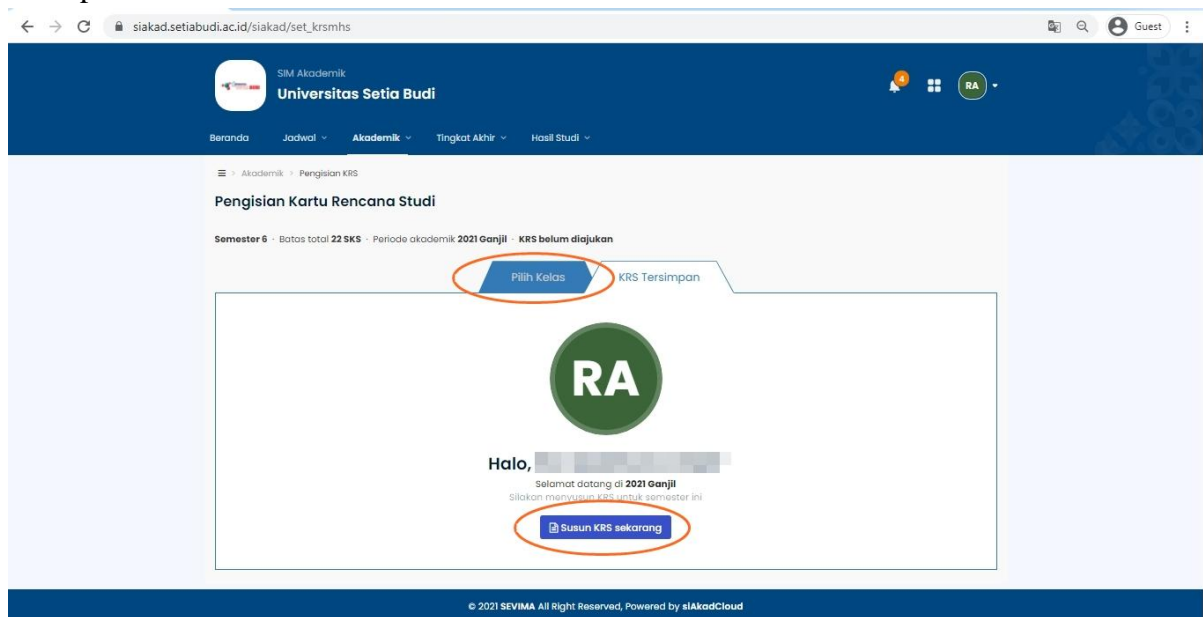 siakad.setiabudi.ac.id/siakad/set_krsmhs
Guest
SIM Akademik
Universitas Setia Budi
4
RA
Beranda Jadwal Akademik Tingkat Akhir Hasil Studi
Akademik > Pengisian KRS
Pengisian Kartu Rencana Studi
Semester 6 · Batas total 22 SKS · Periode akademik 2021 Ganjil · KRS belum diajukan
Pilih Kelas KRS Tersimpan
RA
Halo,
Selamat datang di 2021 Ganjil
Silakan menyusun KRS untuk semester ini
Susun KRS sekarang
© 2021 SEVIMA All Right Reserved, Powered by siAkadCloud